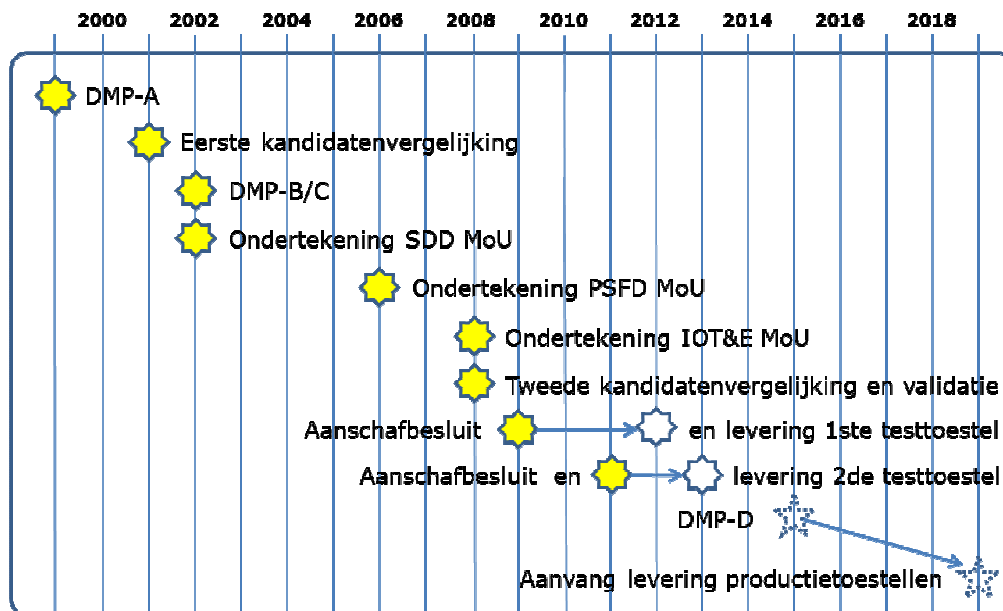 2000 2002 2004 2006 2008 2010 2012 2014 2016 2018
DMP-A
Eerste kandidatenvergelijking
DMP-B/C
Ondertekening SDD MoU
Ondertekening PSFD MoU
Ondertekening IOT&E MoU
Tweede kandidatenvergelijking en validatie
Aanschafbesluit en levering 1ste testtoestel
Aanschafbesluit en levering 2de testtoestel
DMP-D
Aanvang levering productietoestellen